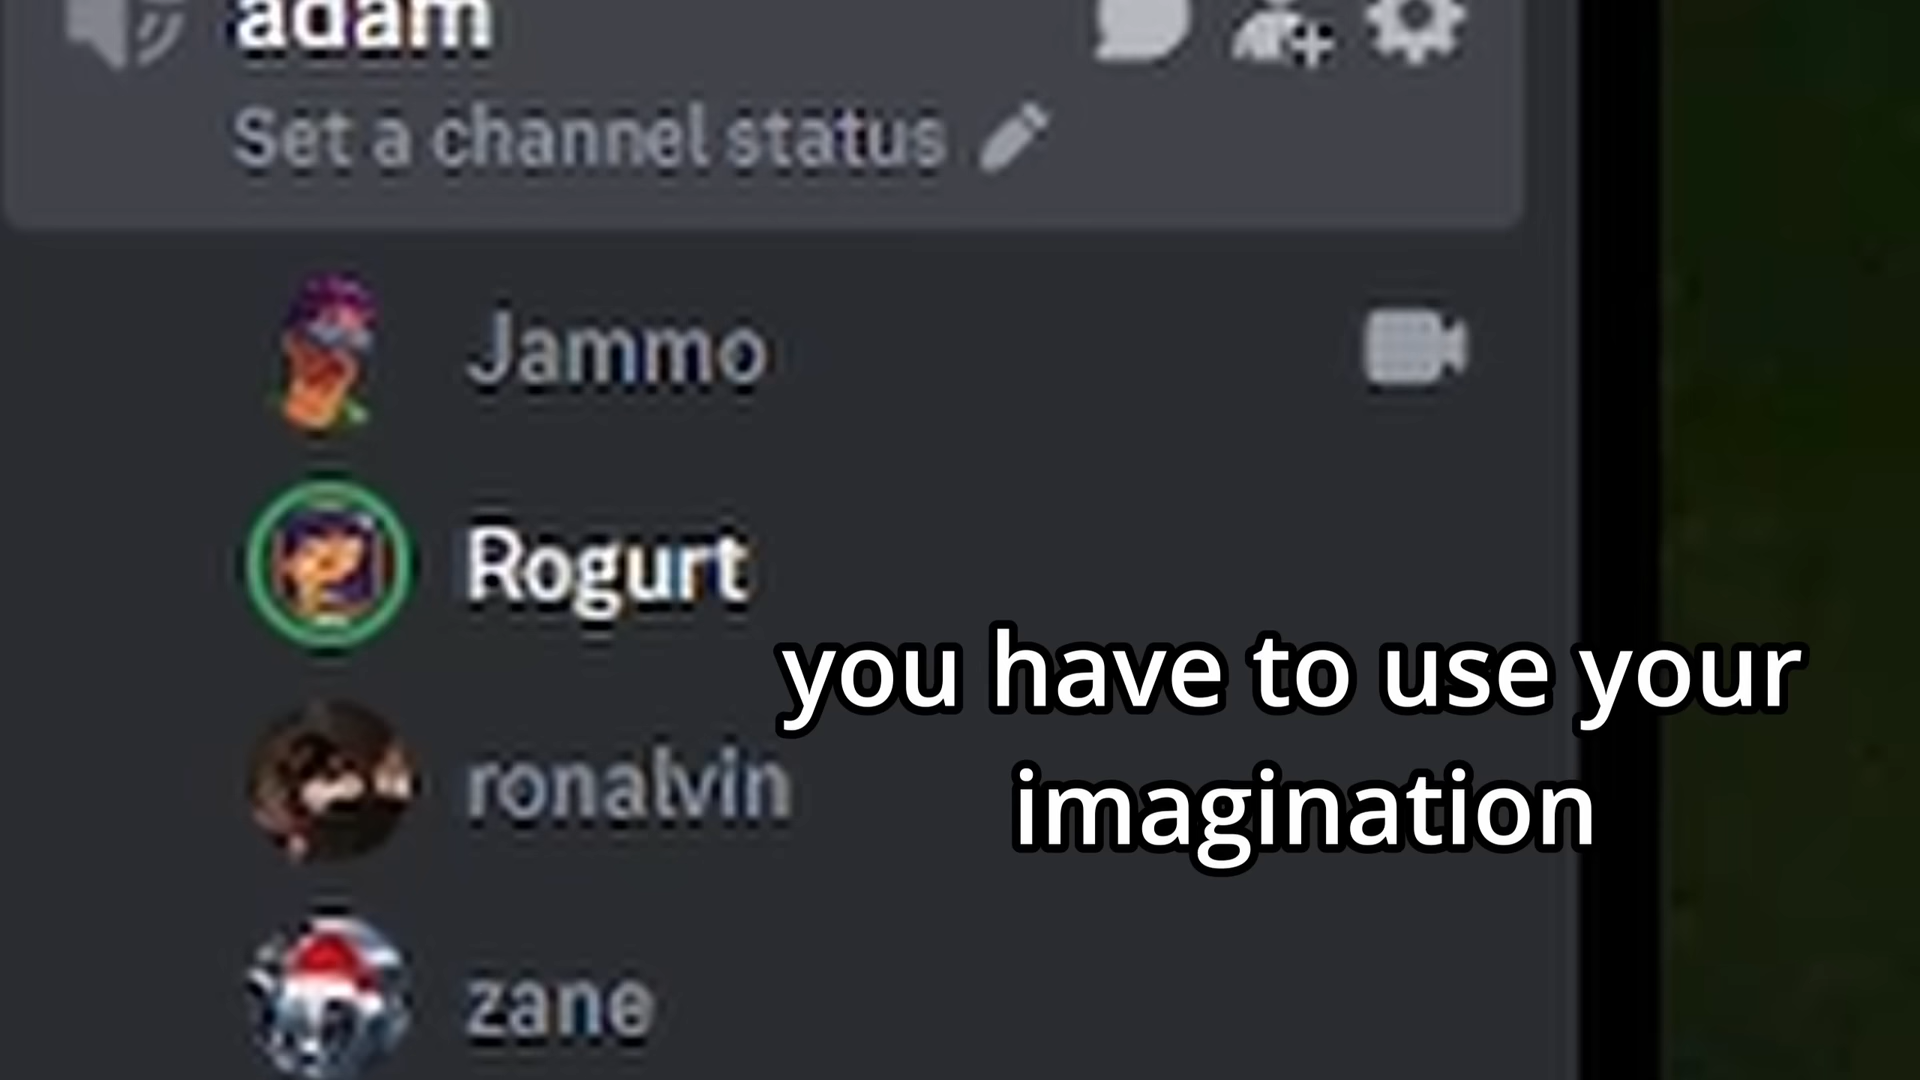 adam
Set a channel status
Jammo
Rogurt
you have to use your
imagination
ronalvin
zane